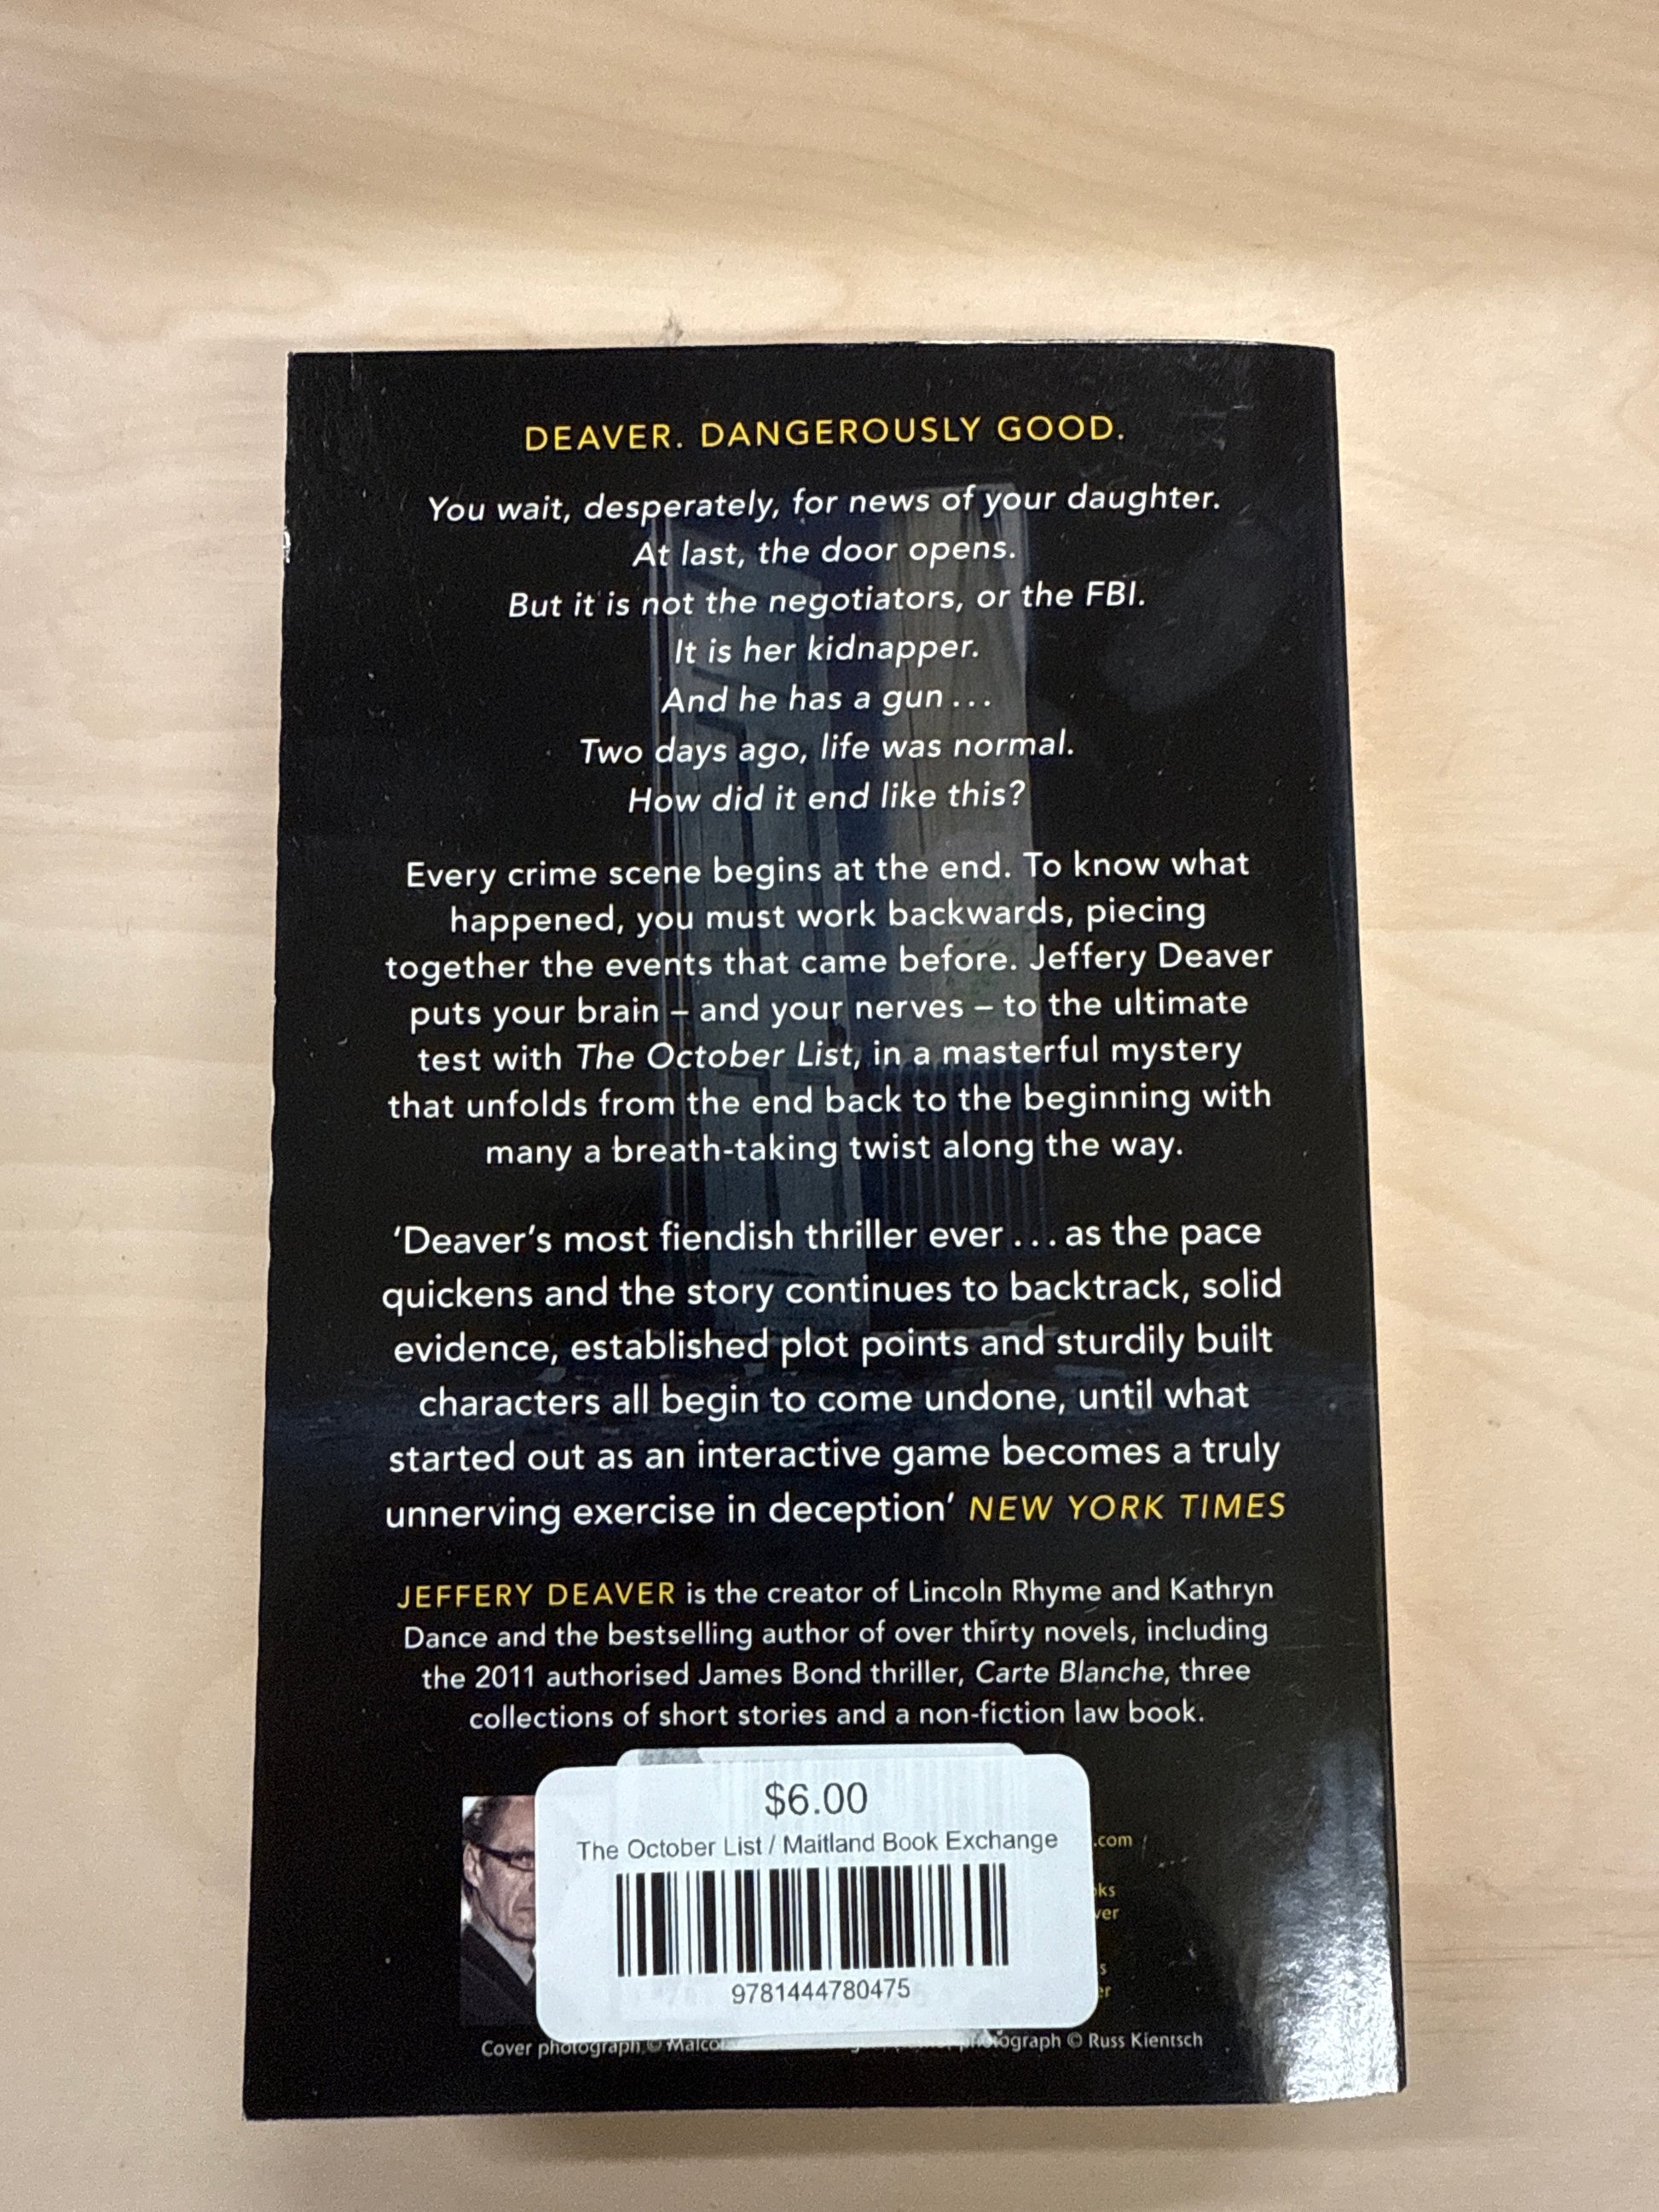 DEAVER. DANGEROUSLY GOOD.
You wait, desperately, for news of your daughter.
At last, the door opens.
But it is not the negotiators, or the FBI.
It is her kidnapper.
And he has a gun...
Two days ago, life was normal.
How did it end like this?
Every crime scene begins at the end. To know what
happened, you must work backwards, piecing
together the events that came before. Jeffery Deaver
puts your brain – and your nerves – to the ultimate
test with The October List, in a masterful mystery
that unfolds from the end back to the beginning with
many a breath-taking twist along the way.
‘Deaver‘s most fiendish thriller ever... as the pace
quickens and the story continues to backtrack, solid
evidence, established plot points and sturdily built
characters all begin to come undone, until what
started out as an interactive game becomes a truly
unnerving exercise in deception’ NEW YORK TIMES
JEFFERY DEAVER is the creator of Lincoln Rhyme and Kathryn
Dance and the bestselling author of over thirty novels, including
the 2011 authorised James Bond thriller, Carte Blanche, three
collections of short stories and a non-fiction law book.
$6.00
The October List / Maitland Book Exchange
9781444780475
.com
Cover photograph © © Russ Kientsch